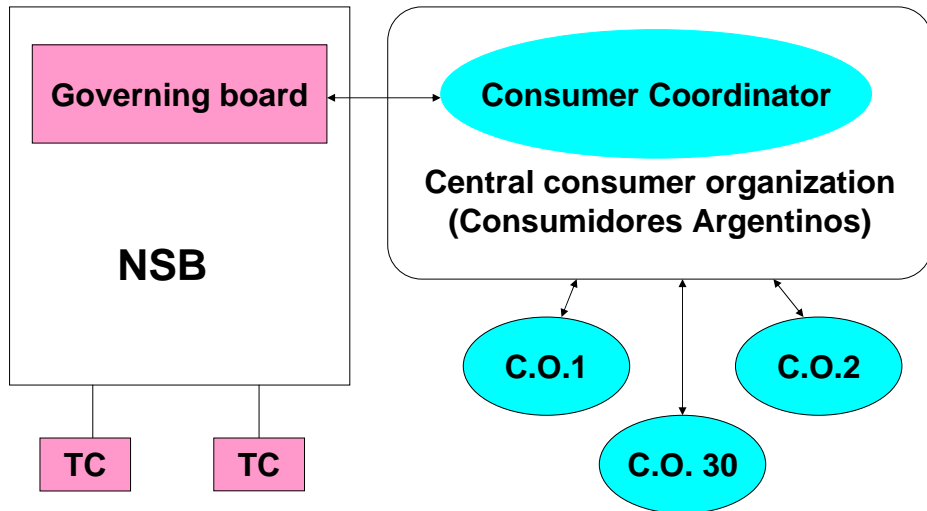 Governing board
Consumer Coordinator
Central consumer organization
(Consumidores Argentinos)
NSB
C.O.1
C.O.2
C.O. 30
TC
TC